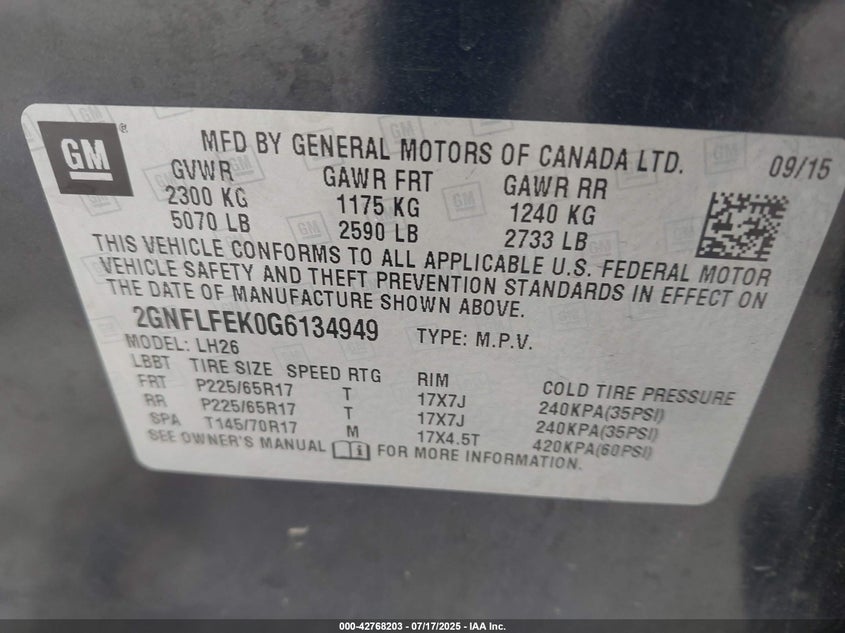 GM
MFD BY GENERAL MOTORS OF CANADA LTD. 09/15
GVWR GAWR FRT GAWR RR
2300 KG 1175 KG 1240 KG
5070 LB 2590 LB 2733 LB
THIS VEHICLE CONFORMS TO ALL APPLICABLE U.S. FEDERAL MOTOR
VEHICLE SAFETY AND THEFT PREVENTION STANDARDS IN EFFECT ON
THE DATE OF MANUFACTURE SHOWN ABOVE.
2GNFLFEK0G6134949 TYPE: M.P.V.
MODEL: LH26
LBBT TIRE SIZE SPEED RTG RIM COLD TIRE PRESSURE
FRT P225/65R17 T 17X7J 240KPA(35PSI)
RR P225/65R17 T 17X7J 240KPA(35PSI)
SPA T145/70R17 M 17X4.5T 420KPA(60PSI)
SEE OWNER'S MANUAL FOR MORE INFORMATION.
000-42768203 - 07/17/2025 - IAA Inc.